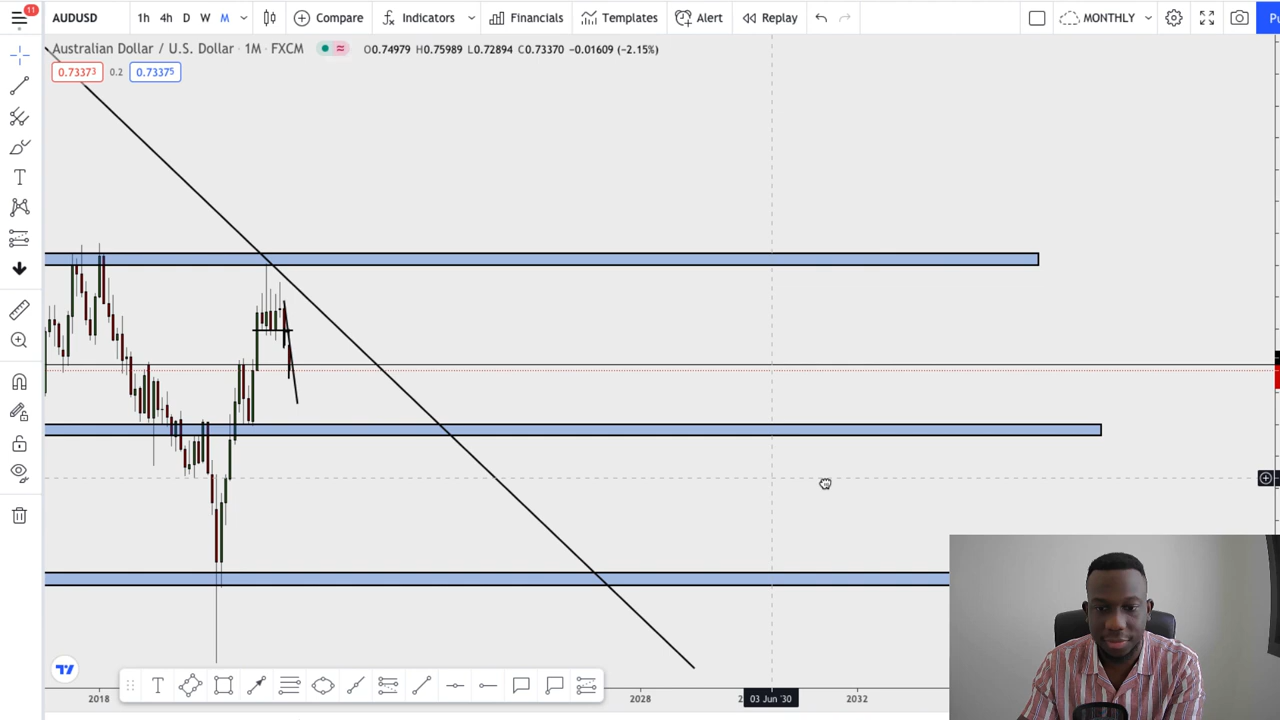 11
AUDUSD 1h 4h D W M Compare Indicators Financials Templates Alert Replay MONTHLY
Australian Dollar / U.S. Dollar · 1M · FXCM O0.74979 H0.75989 L0.72894 C0.73370 -0.01609 (-2.15%)
0.73373 0.2 0.73375
T
T
2018 2028 03 Jun '30 2032